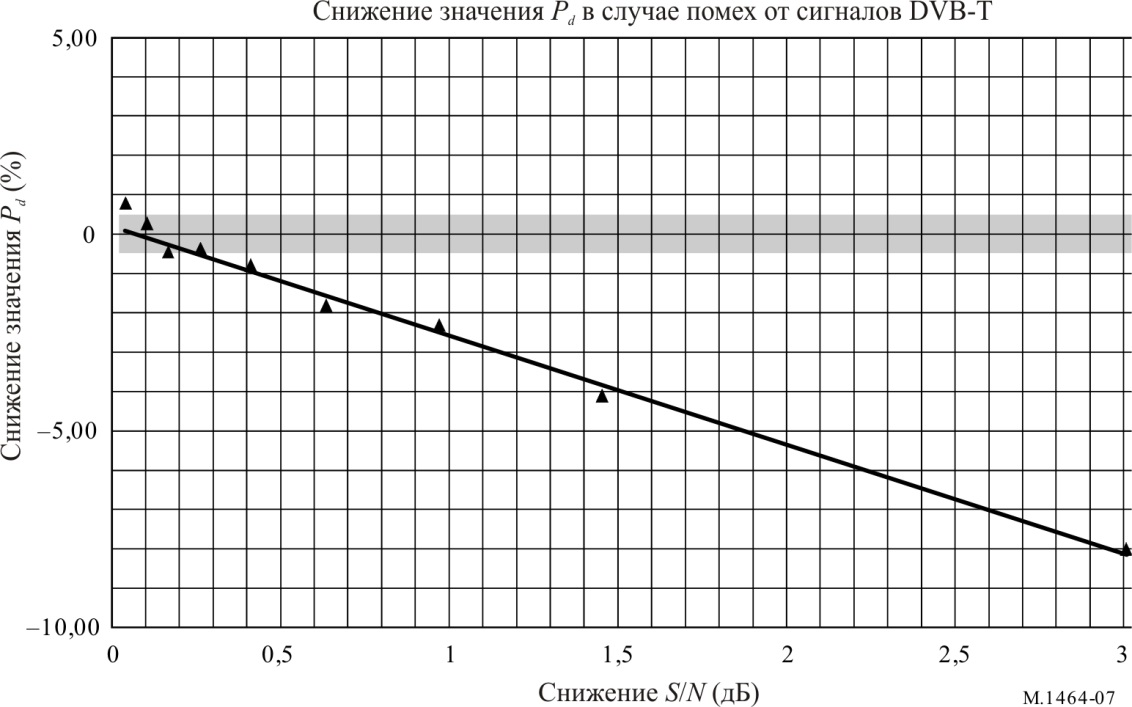 Снижение значения Pd в случае помех от сигналов DVB-T
5,00
0
–5,00
–10,00
Снижение значения Pd (%)
0
0,5
1
1,5
2
2,5
3
Снижение S/N (дБ)
M.1464-07